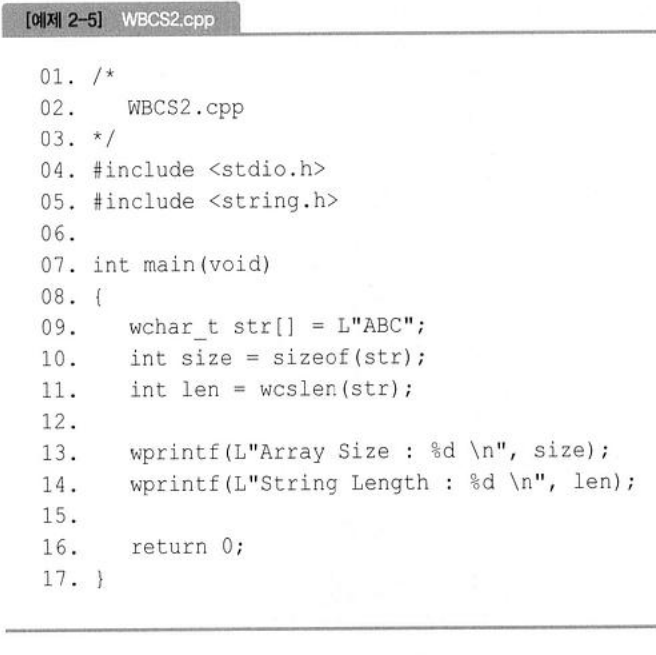 [예제 2-5] WBCS2.cpp
01. /*
02. WBCS2.cpp
03. */
04. #include <stdio.h>
05. #include <string.h>
06.
07. int main(void)
08. {
09. wchar_t str[] = L"ABC";
10. int size = sizeof(str);
11. int len = wcslen(str);
12.
13. wprintf(L"Array Size : %d \n", size);
14. wprintf(L"String Length : %d \n", len);
15.
16. return 0;
17. }